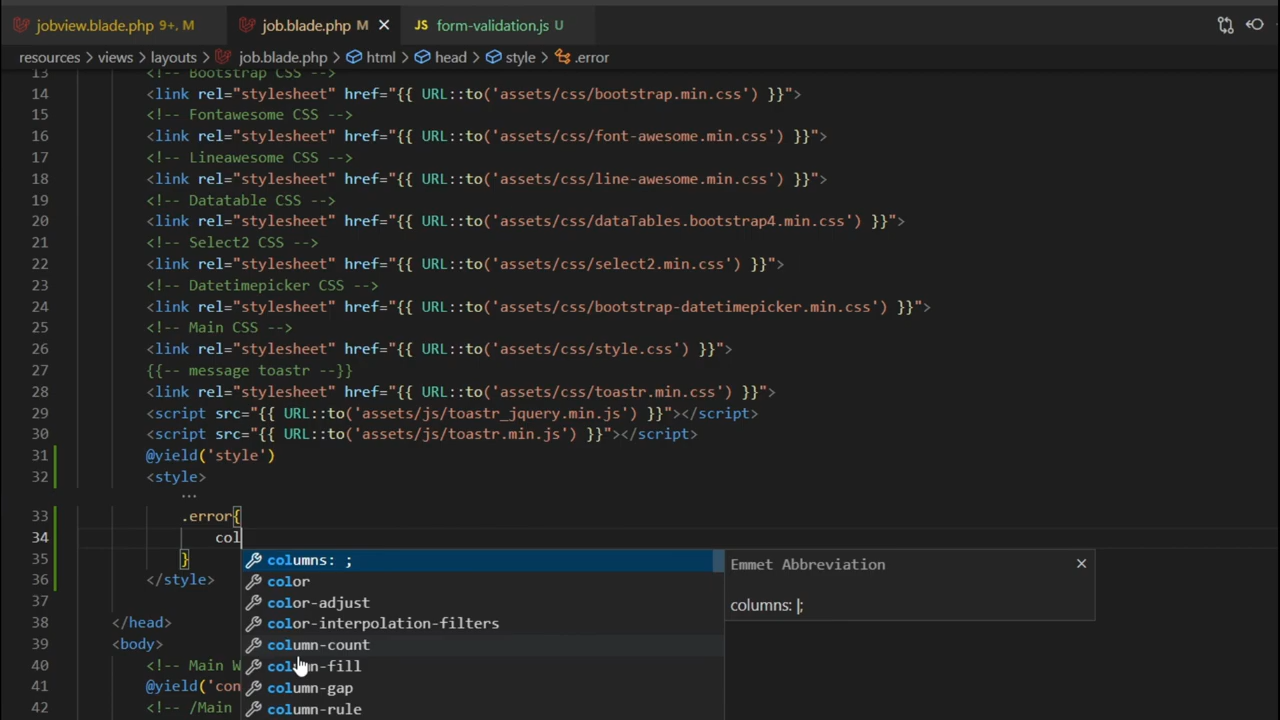 jobview.blade.php 9+, M job.blade.php M × JS form-validation.js U
resources > views > layouts > job.blade.php > html > head > style > .error
13 <!-- Bootstrap CSS -->
14 <link rel="stylesheet" href="{{ URL::to('assets/css/bootstrap.min.css') }}">
15 <!-- Fontawesome CSS -->
16 <link rel="stylesheet" href="{{ URL::to('assets/css/font-awesome.min.css') }}">
17 <!-- Lineawesome CSS -->
18 <link rel="stylesheet" href="{{ URL::to('assets/css/line-awesome.min.css') }}">
19 <!-- Datatable CSS -->
20 <link rel="stylesheet" href="{{ URL::to('assets/css/dataTables.bootstrap4.min.css') }}">
21 <!-- Select2 CSS -->
22 <link rel="stylesheet" href="{{ URL::to('assets/css/select2.min.css') }}">
23 <!-- Datetimepicker CSS -->
24 <link rel="stylesheet" href="{{ URL::to('assets/css/bootstrap-datetimepicker.min.css') }}">
25 <!-- Main CSS -->
26 <link rel="stylesheet" href="{{ URL::to('assets/css/style.css') }}">
27 {{-- message toastr --}}
28 <link rel="stylesheet" href="{{ URL::to('assets/css/toastr.min.css') }}">
29 <script src="{{ URL::to('assets/js/toastr_jquery.min.js') }}"></script>
30 <script src="{{ URL::to('assets/js/toastr.min.js') }}"></script>
31 @yield('style')
32 <style>
...
33 .error{
34 col
35 }
36 </style>
37
38 </head>
39 <body>
40 <!-- Main W
41 @yield('con
42 <!-- /Main
columns: ;
color
color-adjust
color-interpolation-filters
column-count
column-fill
column-gap
column-rule
Emmet Abbreviation ×
columns: |;